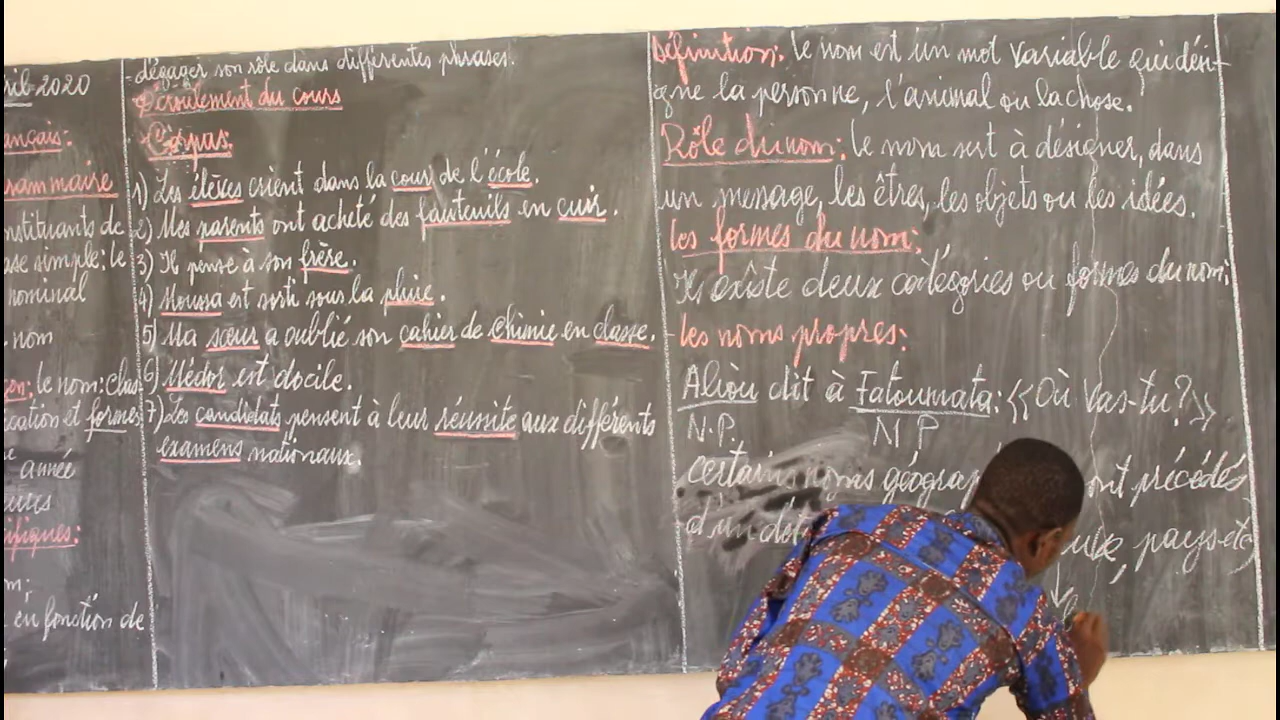 ril 2020
ançais:
rammaire
nstituants de
ase simple: le
nominal
nom
çon: le nom: clas
ication et formes
année
ifiques:
m;
en fonction de
- dégager son rôle dans différentes phrases.
Déroulement du cours
Corpus:
1) Les élèves crient dans la cour de l'école.
2) Mes parents ont acheté des fauteuils en cuir.
3) Il pense à son frère.
4) Moussa est sorti sous la pluie.
5) Ma sœur a oublié son cahier de Chimie en classe.
6) Médor est docile.
7) Les candidats pensent à leur réussite aux différents
examens nationaux.
Définition: le nom est un mot variable qui dési-
gne la personne, l'animal ou la chose.
Rôle du nom: le nom sert à désigner, dans
un message, les êtres, les objets ou les idées.
les formes du nom:
Il existe deux catégories ou formes du nom:
- les noms propres:
Aliou dit à Fatoumata: «Où vas-tu?»
N.P. N P
certains noms géograp ont précédés
d'un dét pays etc